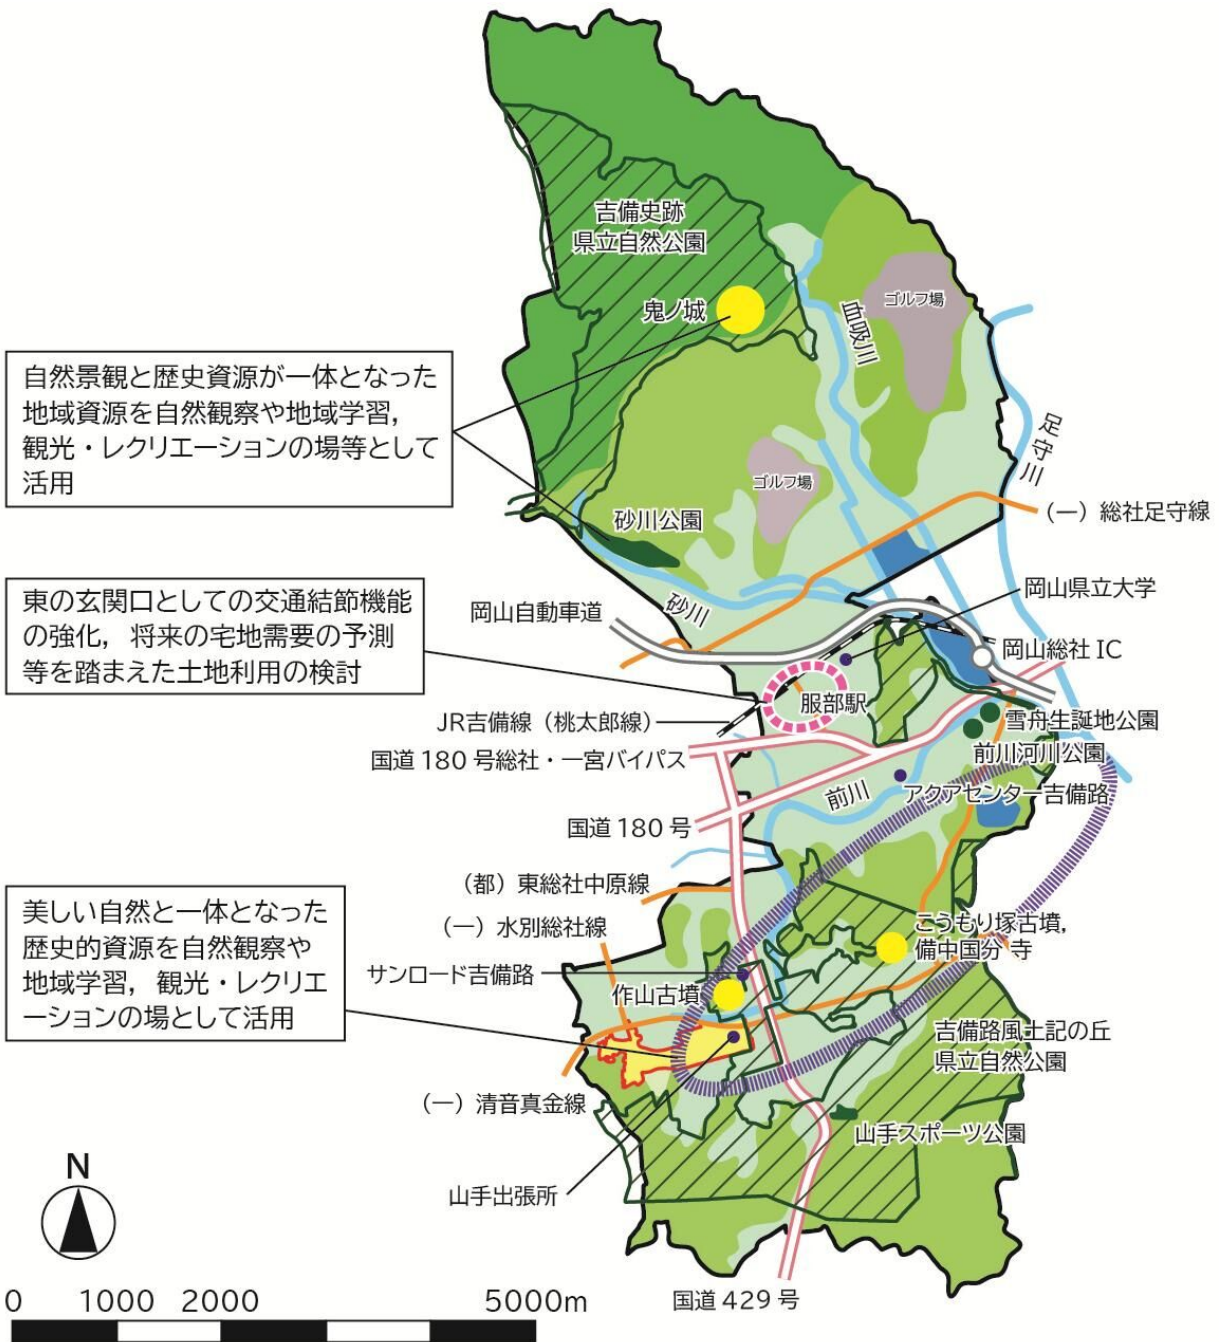 吉備史跡
県立自然公園
鬼ノ城
ゴルフ場
血吸川
自然景観と歴史資源が一体となった
地域資源を自然観察や地域学習，
観光・レクリエーションの場等として
活用
足守川
ゴルフ場
砂川公園
（一）総社足守線
東の玄関口としての交通結節機能
の強化， 将来の宅地需要の予測
等を踏まえた土地利用の検討
岡山自動車道
砂川
岡山県立大学
岡山総社 IC
服部駅
JR吉備線（桃太郎線）
雪舟生誕地公園
国道 180 号総社・一宮バイパス
前川河川公園
前川
アクアセンター吉備路
国道 180 号
（都）東総社中原線
美しい自然と一体となった
歴史的資源を自然観察や
地域学習， 観光・レクリエ
ーションの場として活用
（一）水別総社線
こうもり塚古墳，
備中国分 寺
サンロード吉備路
作山古墳
吉備路風土記の丘
県立自然公園
（一）清音真金線
山手スポーツ公園
N
山手出張所
0 1000 2000 5000m
国道 429 号